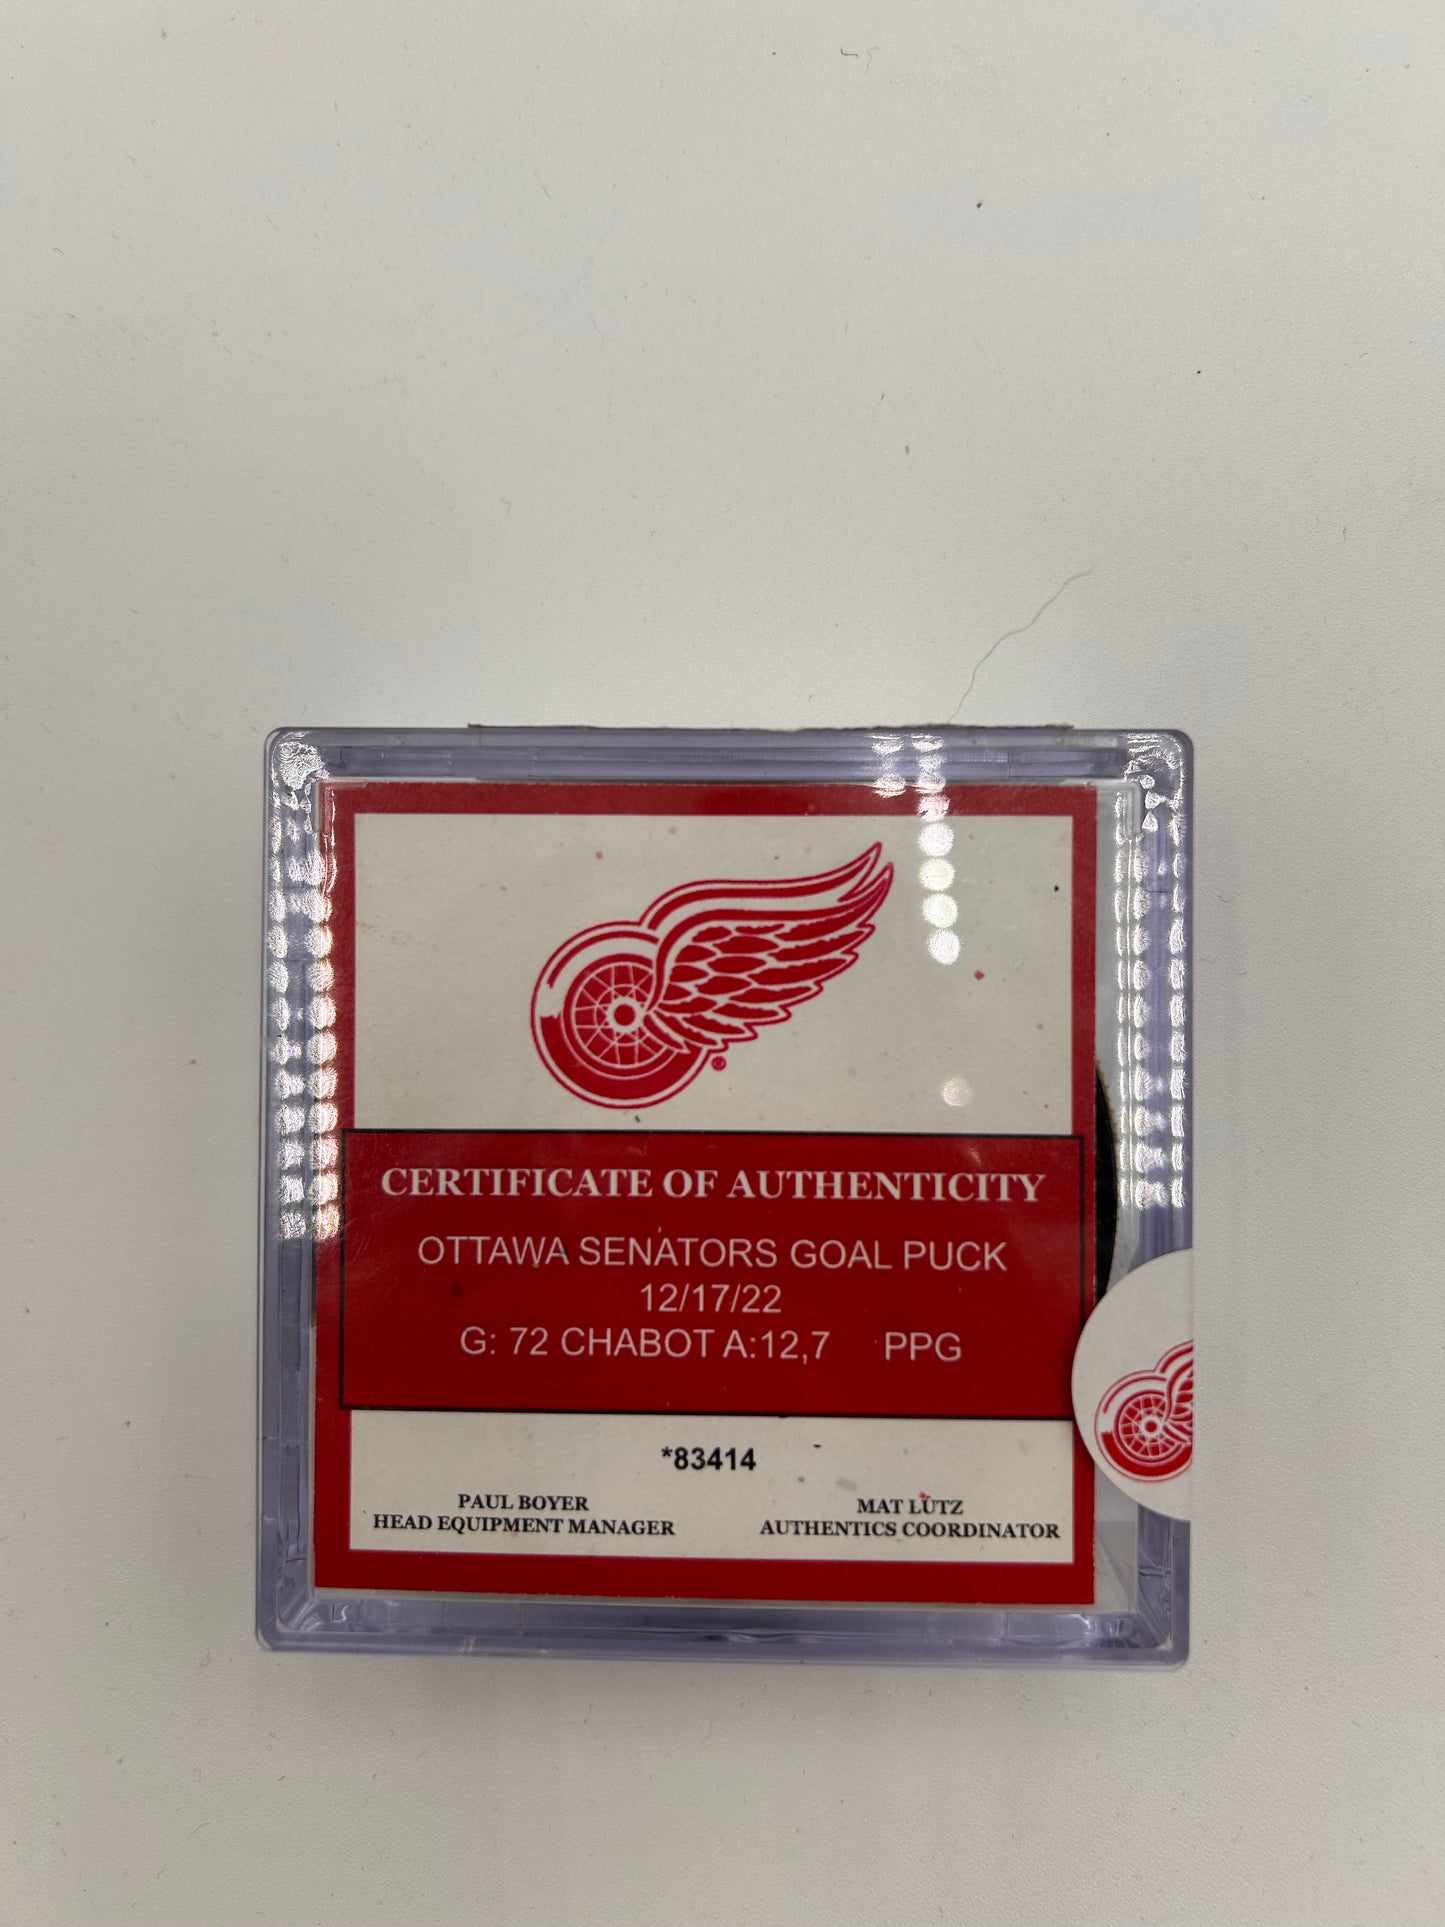 CERTIFICATE OF AUTHENTICITY
OTTAWA SENATORS GOAL PUCK
12/17/22
G: 72 CHABOT A:12,7 PPG
*83414
PAUL BOYER
HEAD EQUIPMENT MANAGER
MAT LUTZ
AUTHENTICS COORDINATOR